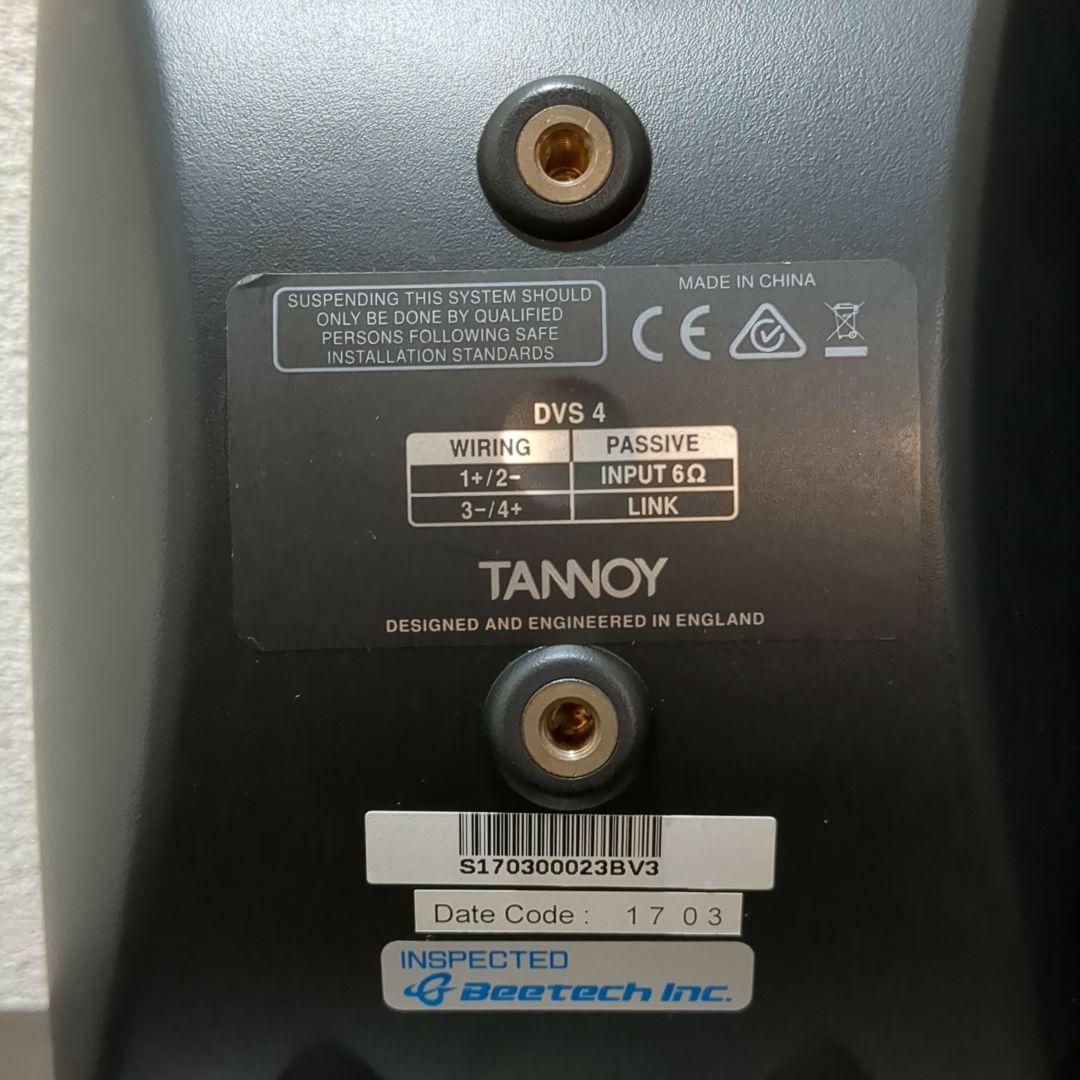 SUSPENDING THIS SYSTEM SHOULD
ONLY BE DONE BY QUALIFIED
PERSONS FOLLOWING SAFE
INSTALLATION STANDARDS
MADE IN CHINA
CE
DVS 4
WIRING PASSIVE
1+/2- INPUT 6Ω
3-/4+ LINK
TANNOY
DESIGNED AND ENGINEERED IN ENGLAND
S170300023BV3
Date Code : 1703
INSPECTED
Beetech Inc.